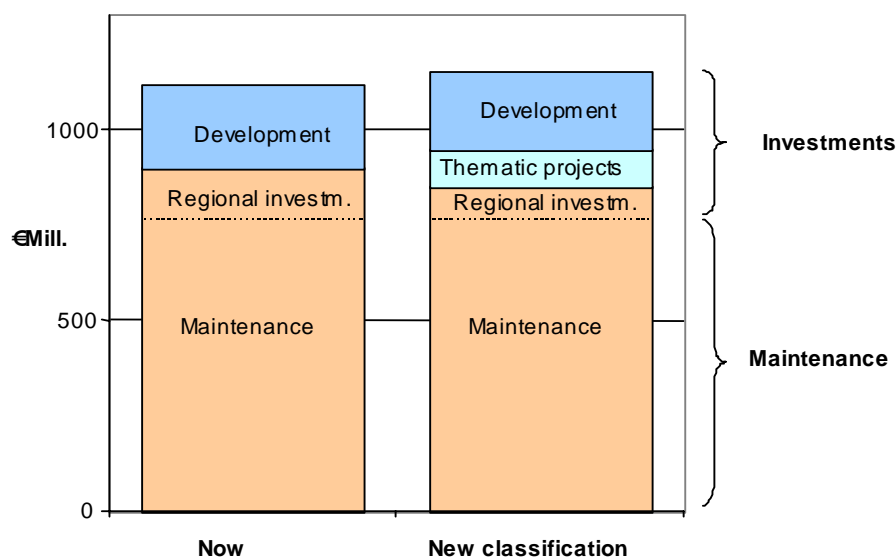 Development
Development
1000
Investments
Thematic projects
Regional investm.
Regional investm.
€Mill.
500
Maintenance
Maintenance
Maintenance
0
Now
New classification